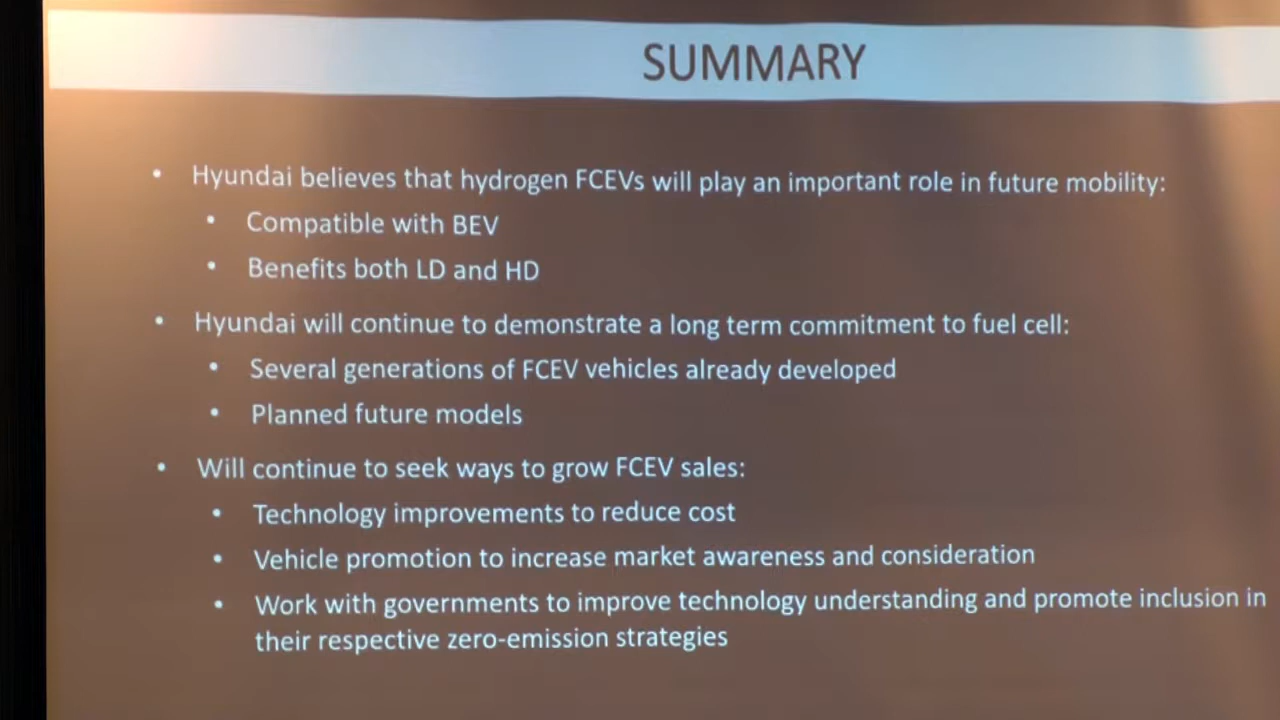 SUMMARY
• Hyundai believes that hydrogen FCEVs will play an important role in future mobility:
• Compatible with BEV
• Benefits both LD and HD
• Hyundai will continue to demonstrate a long term commitment to fuel cell:
• Several generations of FCEV vehicles already developed
• Planned future models
• Will continue to seek ways to grow FCEV sales:
• Technology improvements to reduce cost
• Vehicle promotion to increase market awareness and consideration
• Work with governments to improve technology understanding and promote inclusion in
their respective zero-emission strategies